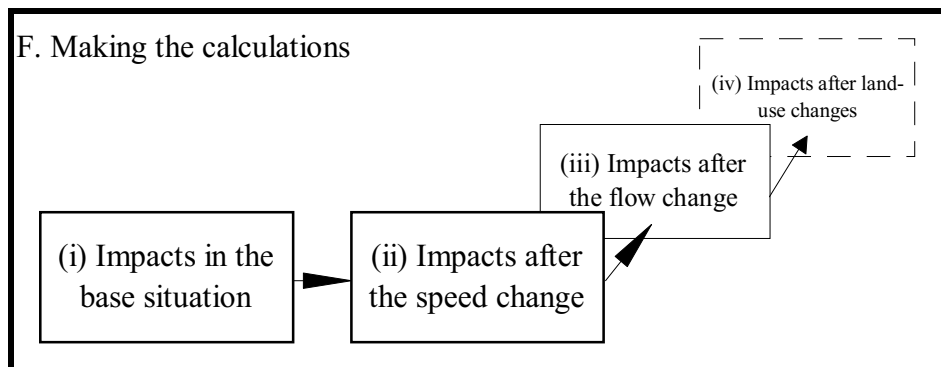 F. Making the calculations
(iv) Impacts after land-
use changes
(iii) Impacts after
the flow change
(i) Impacts in the
base situation
(ii) Impacts after
the speed change